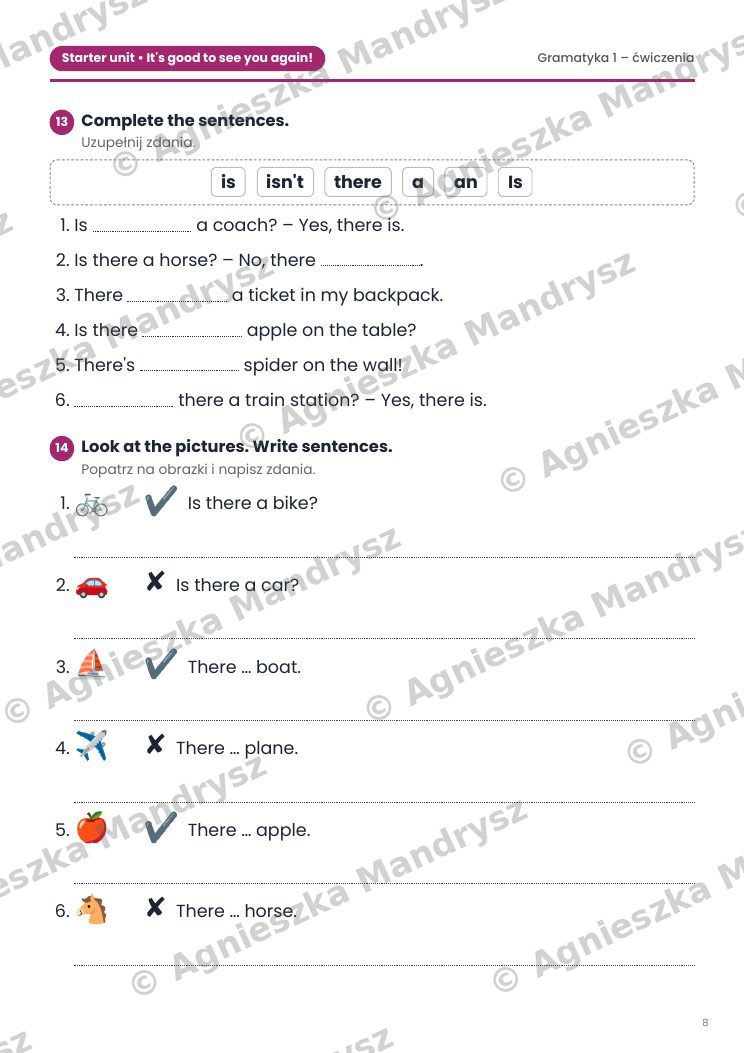 Starter unit • It's good to see you again!
Gramatyka 1 – ćwiczenia
13 Complete the sentences.
Uzupełnij zdania.
is isn't there a an Is
1. Is ............ a coach? – Yes, there is.
2. Is there a horse? – No, there .............
3. There ............ a ticket in my backpack.
4. Is there ............ apple on the table?
5. There's ............ spider on the wall!
6. ............ there a train station? – Yes, there is.
14 Look at the pictures. Write sentences.
Popatrz na obrazki i napisz zdania.
1. ✔ Is there a bike?
2. ✘ Is there a car?
3. ✔ There ... boat.
4. ✘ There ... plane.
5. ✔ There ... apple.
6. ✘ There ... horse.
8
© Agnieszka Mandrysz